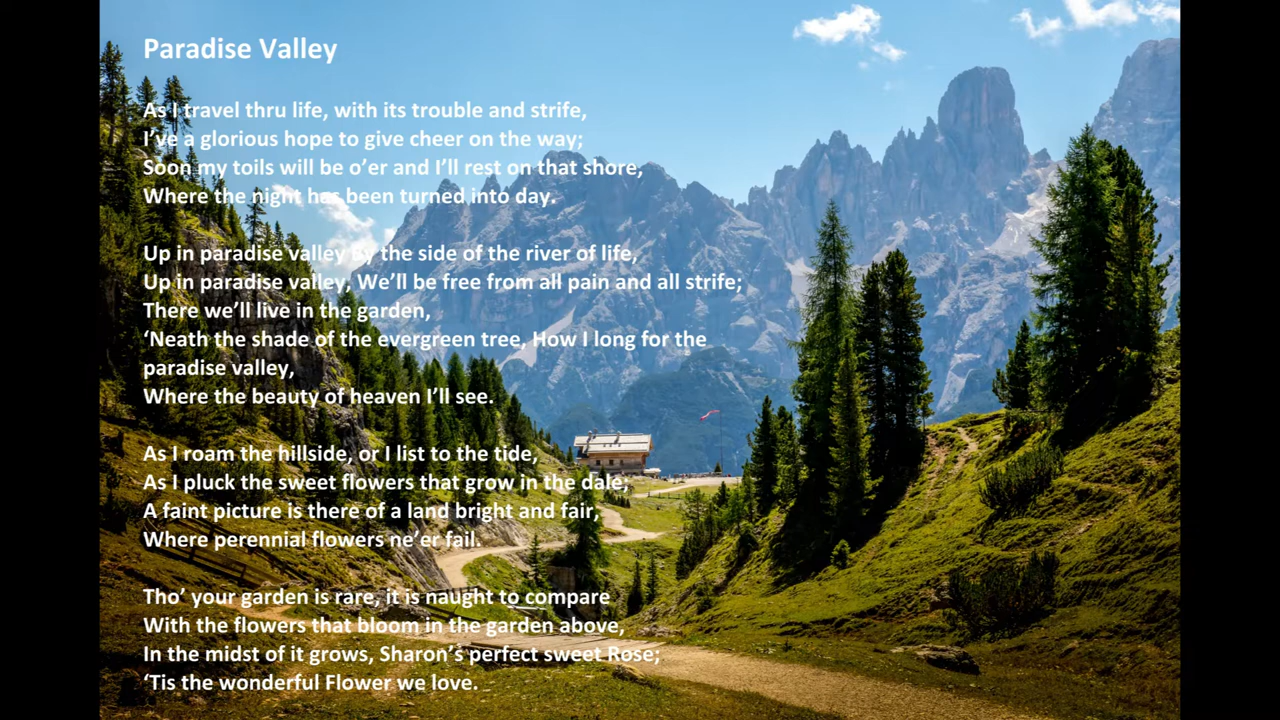 Paradise Valley
As I travel thru life, with its trouble and strife,
I’ve a glorious hope to give cheer on the way;
Soon my toils will be o’er and I’ll rest on that shore,
Where the night has been turned into day.
Up in paradise valley By the side of the river of life,
Up in paradise valley, We’ll be free from all pain and all strife;
There we’ll live in the garden,
‘Neath the shade of the evergreen tree, How I long for the
paradise valley,
Where the beauty of heaven I’ll see.
As I roam the hillside, or I list to the tide,
As I pluck the sweet flowers that grow in the dale;
A faint picture is there of a land bright and fair,
Where perennial flowers ne’er fail.
Tho’ your garden is rare, it is naught to compare
With the flowers that bloom in the garden above,
In the midst of it grows, Sharon’s perfect sweet Rose;
‘Tis the wonderful Flower we love.